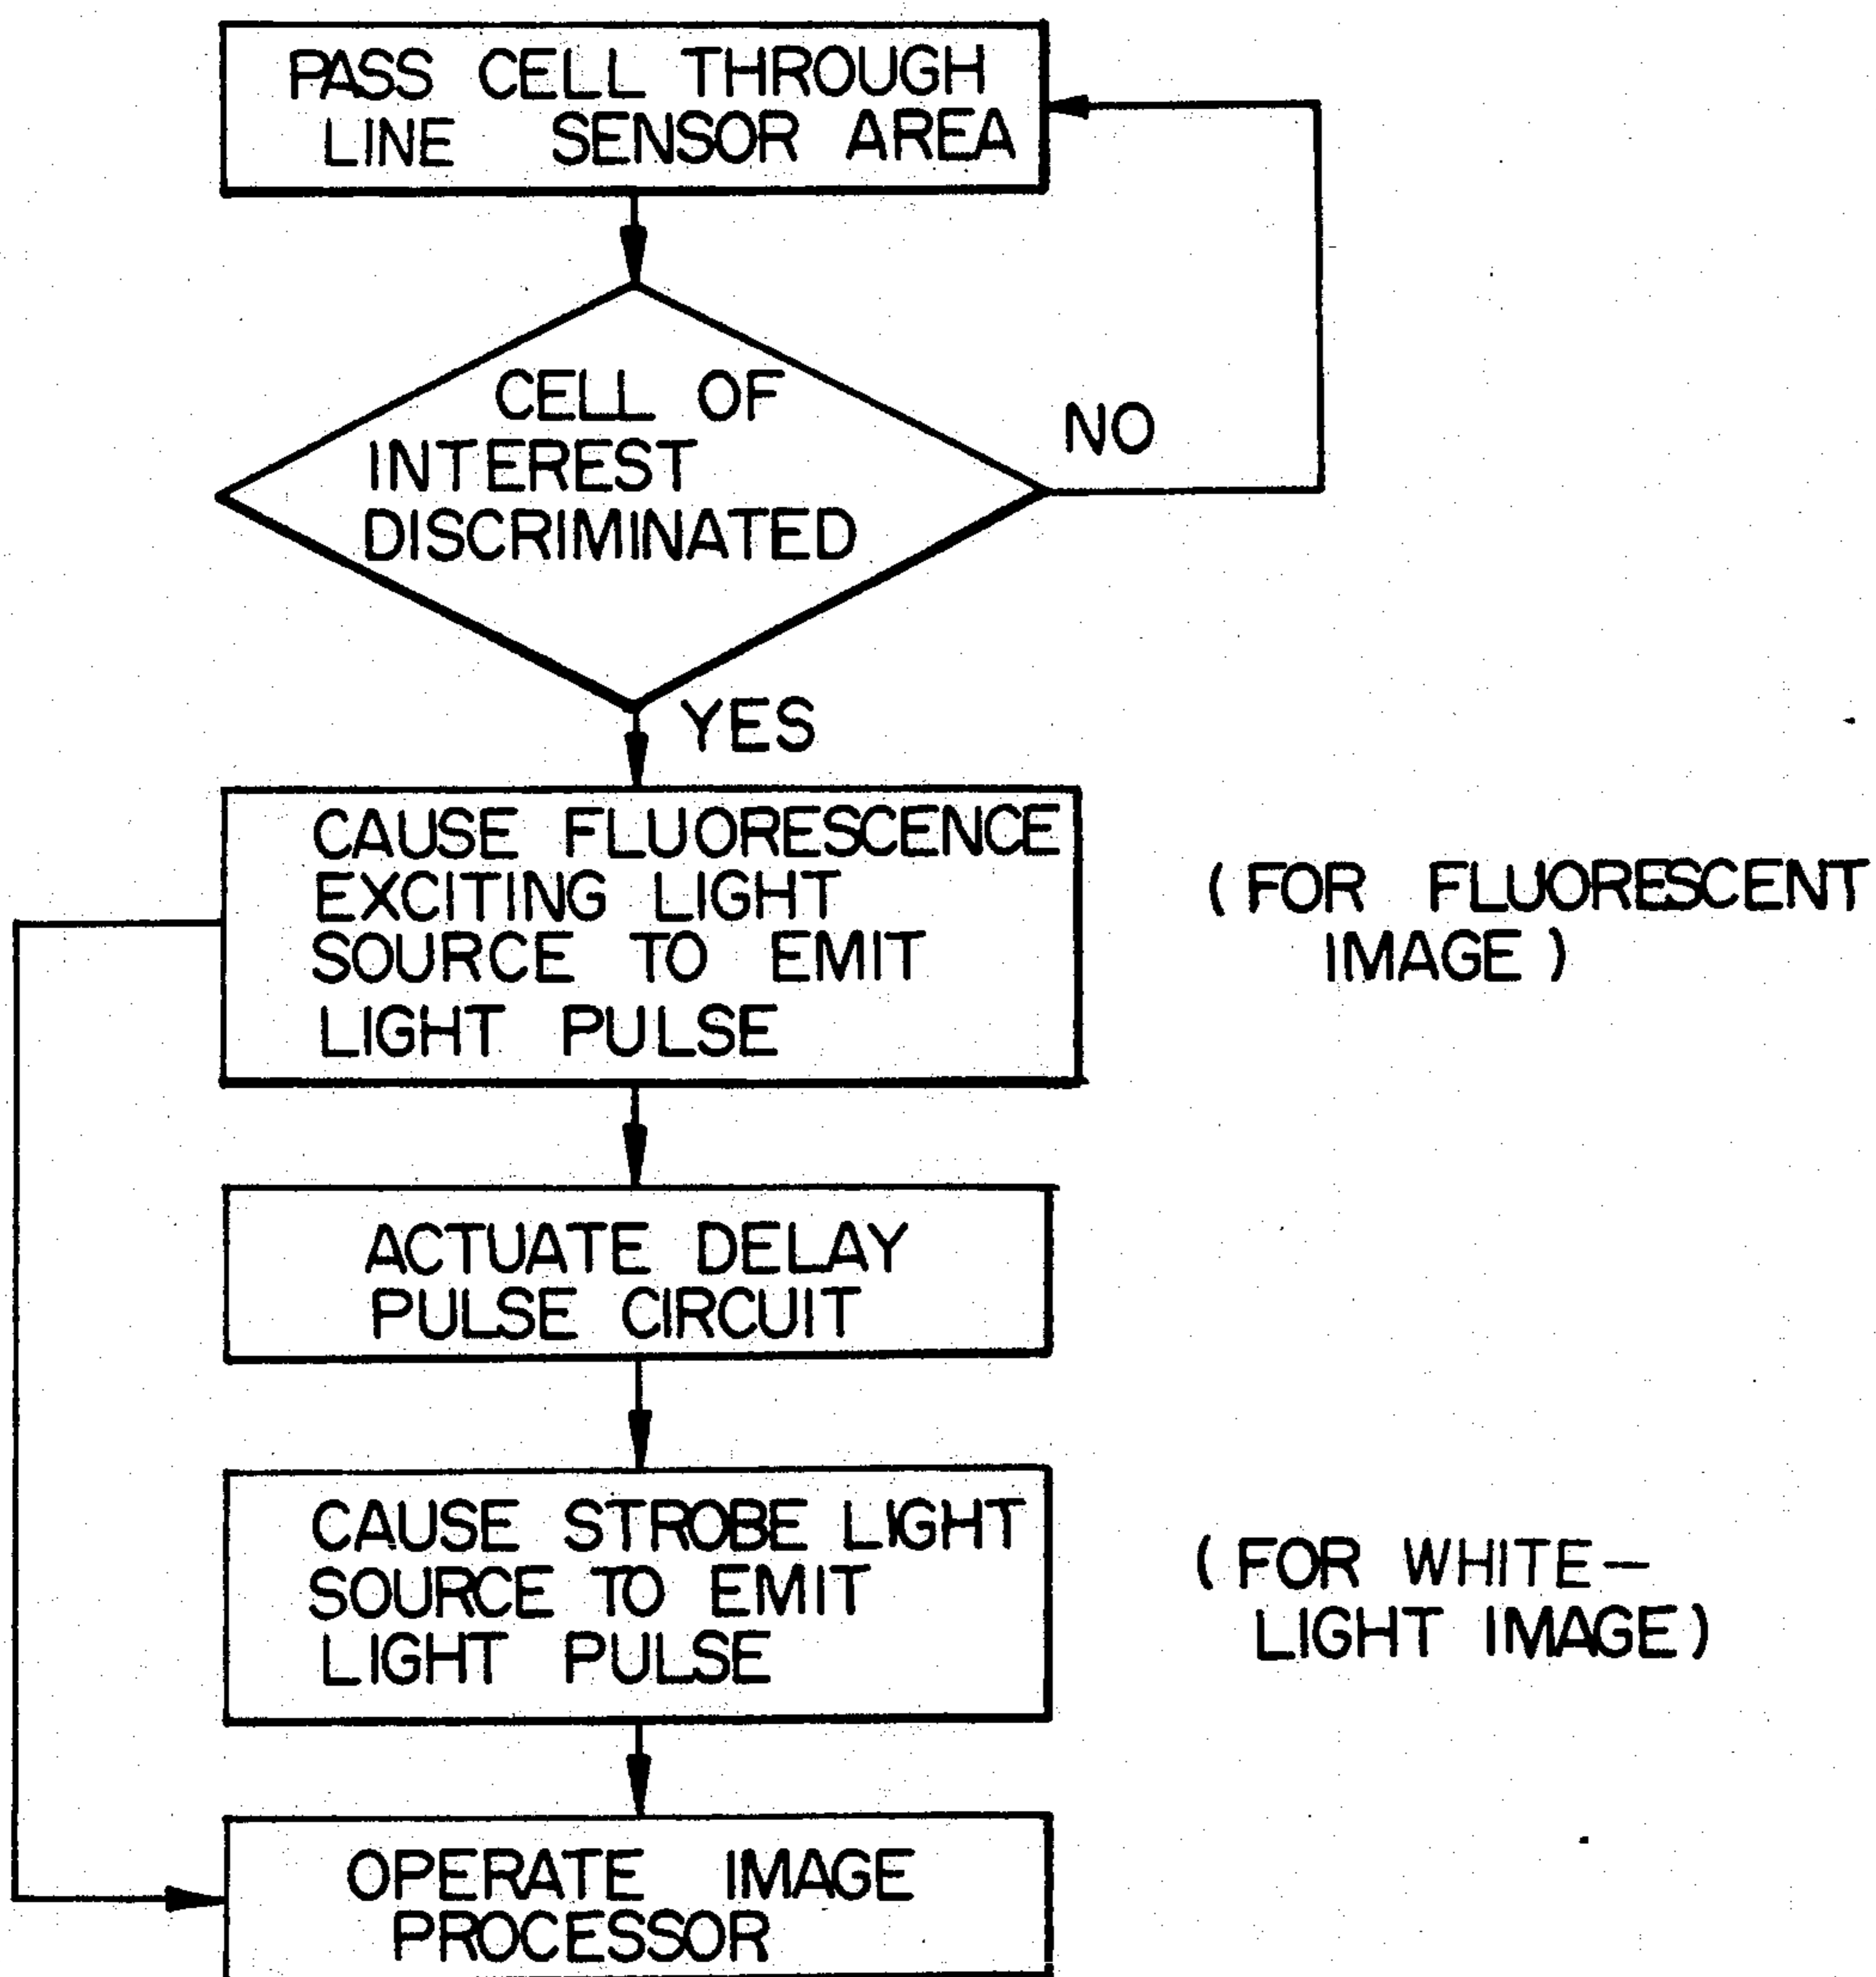 PASS CELL THROUGH
LINE SENSOR AREA
CELL OF
INTEREST
DISCRIMINATED
NO
YES
CAUSE FLUORESCENCE
EXCITING LIGHT
SOURCE TO EMIT
LIGHT PULSE
(FOR FLUORESCENT
IMAGE)
ACTUATE DELAY
PULSE CIRCUIT
CAUSE STROBE LIGHT
SOURCE TO EMIT
LIGHT PULSE
(FOR WHITE—
LIGHT IMAGE)
OPERATE IMAGE
PROCESSOR